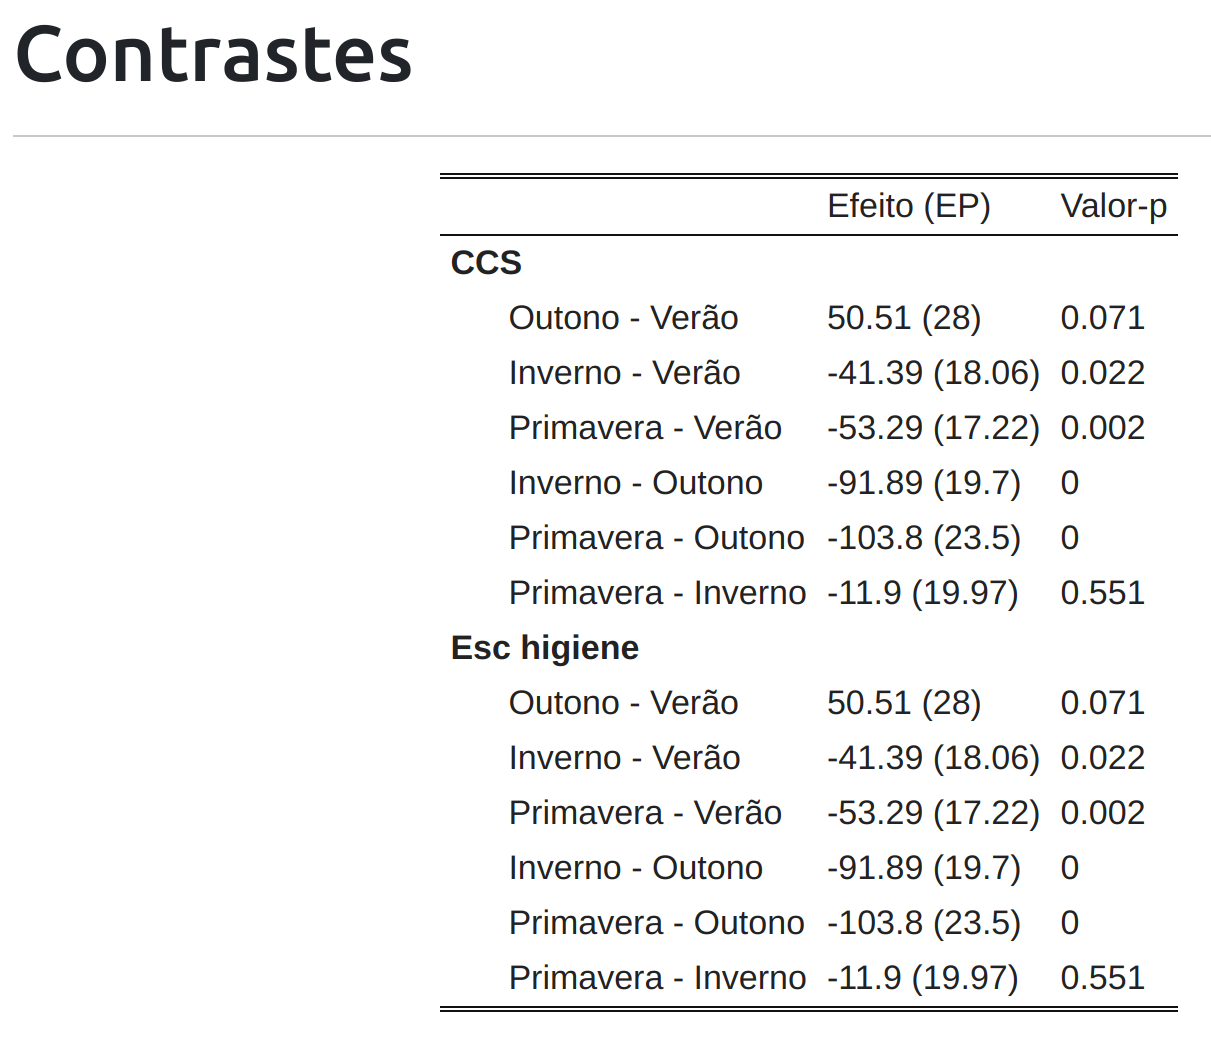 Contrastes
Efeito (EP) Valor-p
CCS
Outono - Verão 50.51 (28) 0.071
Inverno - Verão -41.39 (18.06) 0.022
Primavera - Verão -53.29 (17.22) 0.002
Inverno - Outono -91.89 (19.7) 0
Primavera - Outono -103.8 (23.5) 0
Primavera - Inverno -11.9 (19.97) 0.551
Esc higiene
Outono - Verão 50.51 (28) 0.071
Inverno - Verão -41.39 (18.06) 0.022
Primavera - Verão -53.29 (17.22) 0.002
Inverno - Outono -91.89 (19.7) 0
Primavera - Outono -103.8 (23.5) 0
Primavera - Inverno -11.9 (19.97) 0.551